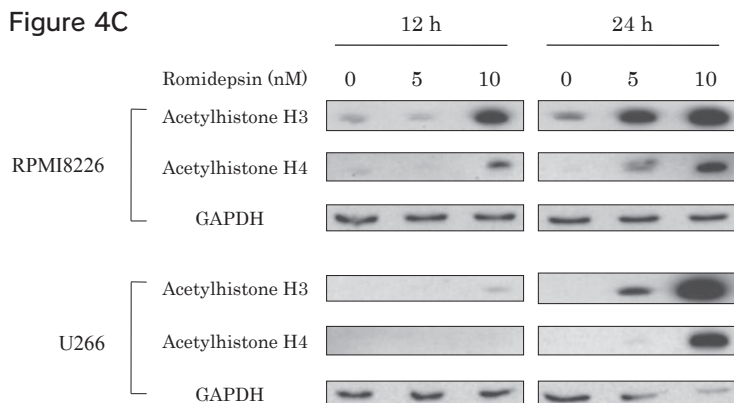 Figure 4C
12 h 24 h
Romidepsin (nM) 0 5 10 0 5 10
Acetylhistone H3
RPMI8226 Acetylhistone H4
GAPDH
Acetylhistone H3
U266 Acetylhistone H4
GAPDH